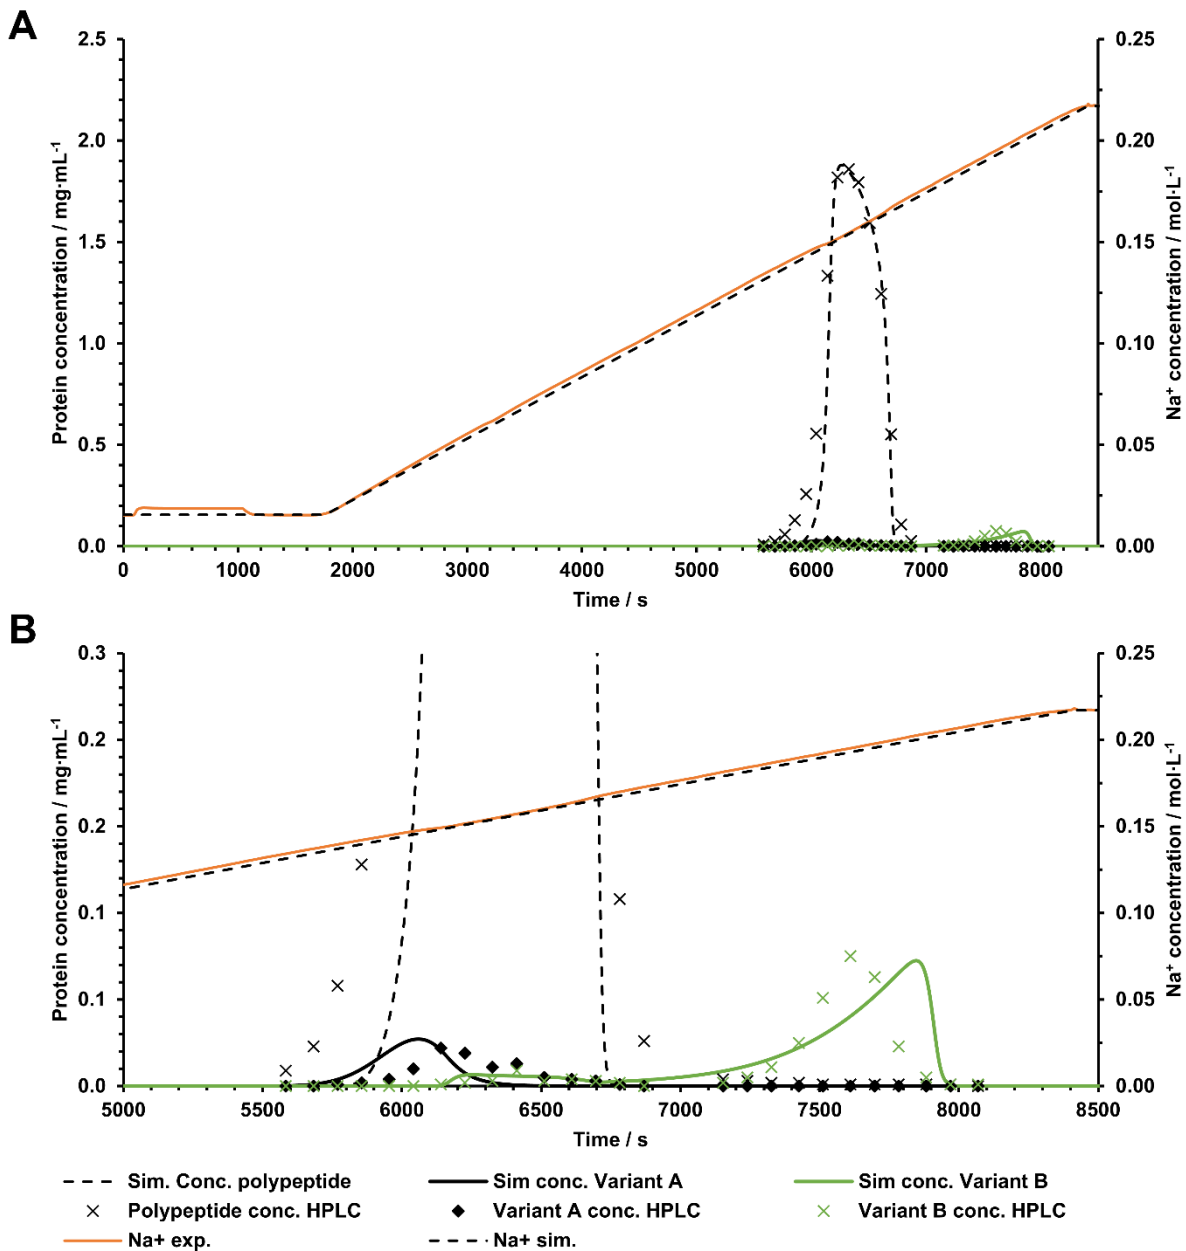 A
Protein concentration / mg·mL⁻¹
2.5
2.0
1.5
1.0
0.5
0.0
0.25
0.20
0.15
0.10
0.05
0.00
Na⁺ concentration / mol·L⁻¹
0 1000 2000 3000 4000 5000 6000 7000 8000
Time / s
B
Protein concentration / mg·mL⁻¹
0.3
0.2
0.2
0.1
0.1
0.0
0.25
0.20
0.15
0.10
0.05
0.00
Na⁺ concentration / mol·L⁻¹
5000 5500 6000 6500 7000 7500 8000 8500
Time / s
Sim. Conc. polypeptide Sim conc. Variant A Sim conc. Variant B
Polypeptide conc. HPLC Variant A conc. HPLC Variant B conc. HPLC
Na+ exp. Na+ sim.